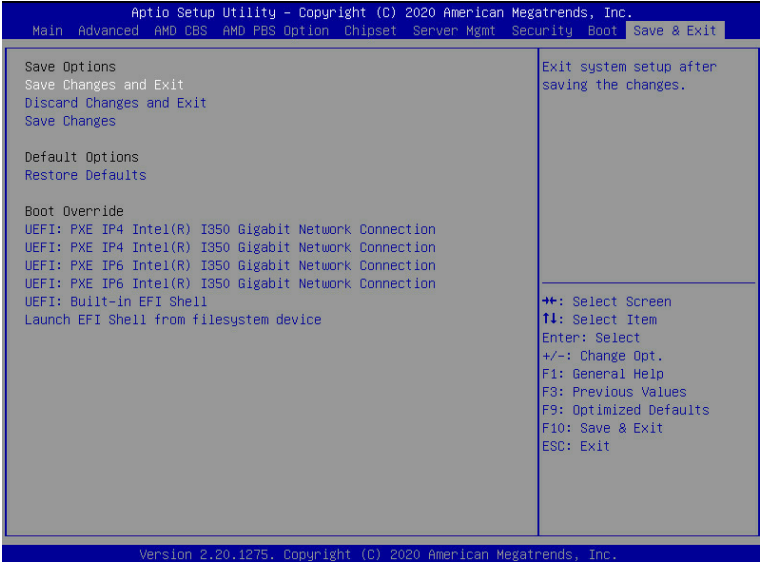 Aptio Setup Utility – Copyright (C) 2020 American Megatrends, Inc.
Main Advanced AMD CBS AMD PBS Option Chipset Server Mgmt Security Boot Save & Exit
Save Options
Save Changes and Exit
Discard Changes and Exit
Save Changes
Default Options
Restore Defaults
Boot Override
UEFI: PXE IP4 Intel(R) I350 Gigabit Network Connection
UEFI: PXE IP4 Intel(R) I350 Gigabit Network Connection
UEFI: PXE IP6 Intel(R) I350 Gigabit Network Connection
UEFI: PXE IP6 Intel(R) I350 Gigabit Network Connection
UEFI: Built-in EFI Shell
Launch EFI Shell from filesystem device
Exit system setup after
saving the changes.
→←: Select Screen
↑↓: Select Item
Enter: Select
+/-: Change Opt.
F1: General Help
F3: Previous Values
F9: Optimized Defaults
F10: Save & Exit
ESC: Exit
Version 2.20.1275. Copyright (C) 2020 American Megatrends, Inc.